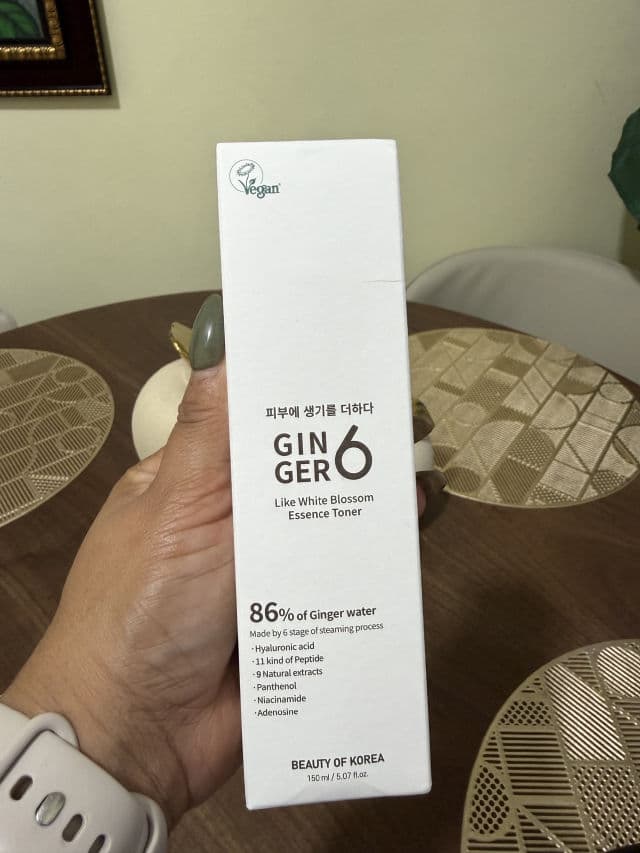 Vegan
피부에 생기를 더하다
GIN
GER 6
Like White Blossom
Essence Toner
86% of Ginger water
Made by 6 stage of steaming process
·Hyaluronic acid
·11 kind of Peptide
·9 Natural extracts
·Panthenol
·Niacinamide
·Adenosine
BEAUTY OF KOREA
150 ml / 5.07 fl.oz.